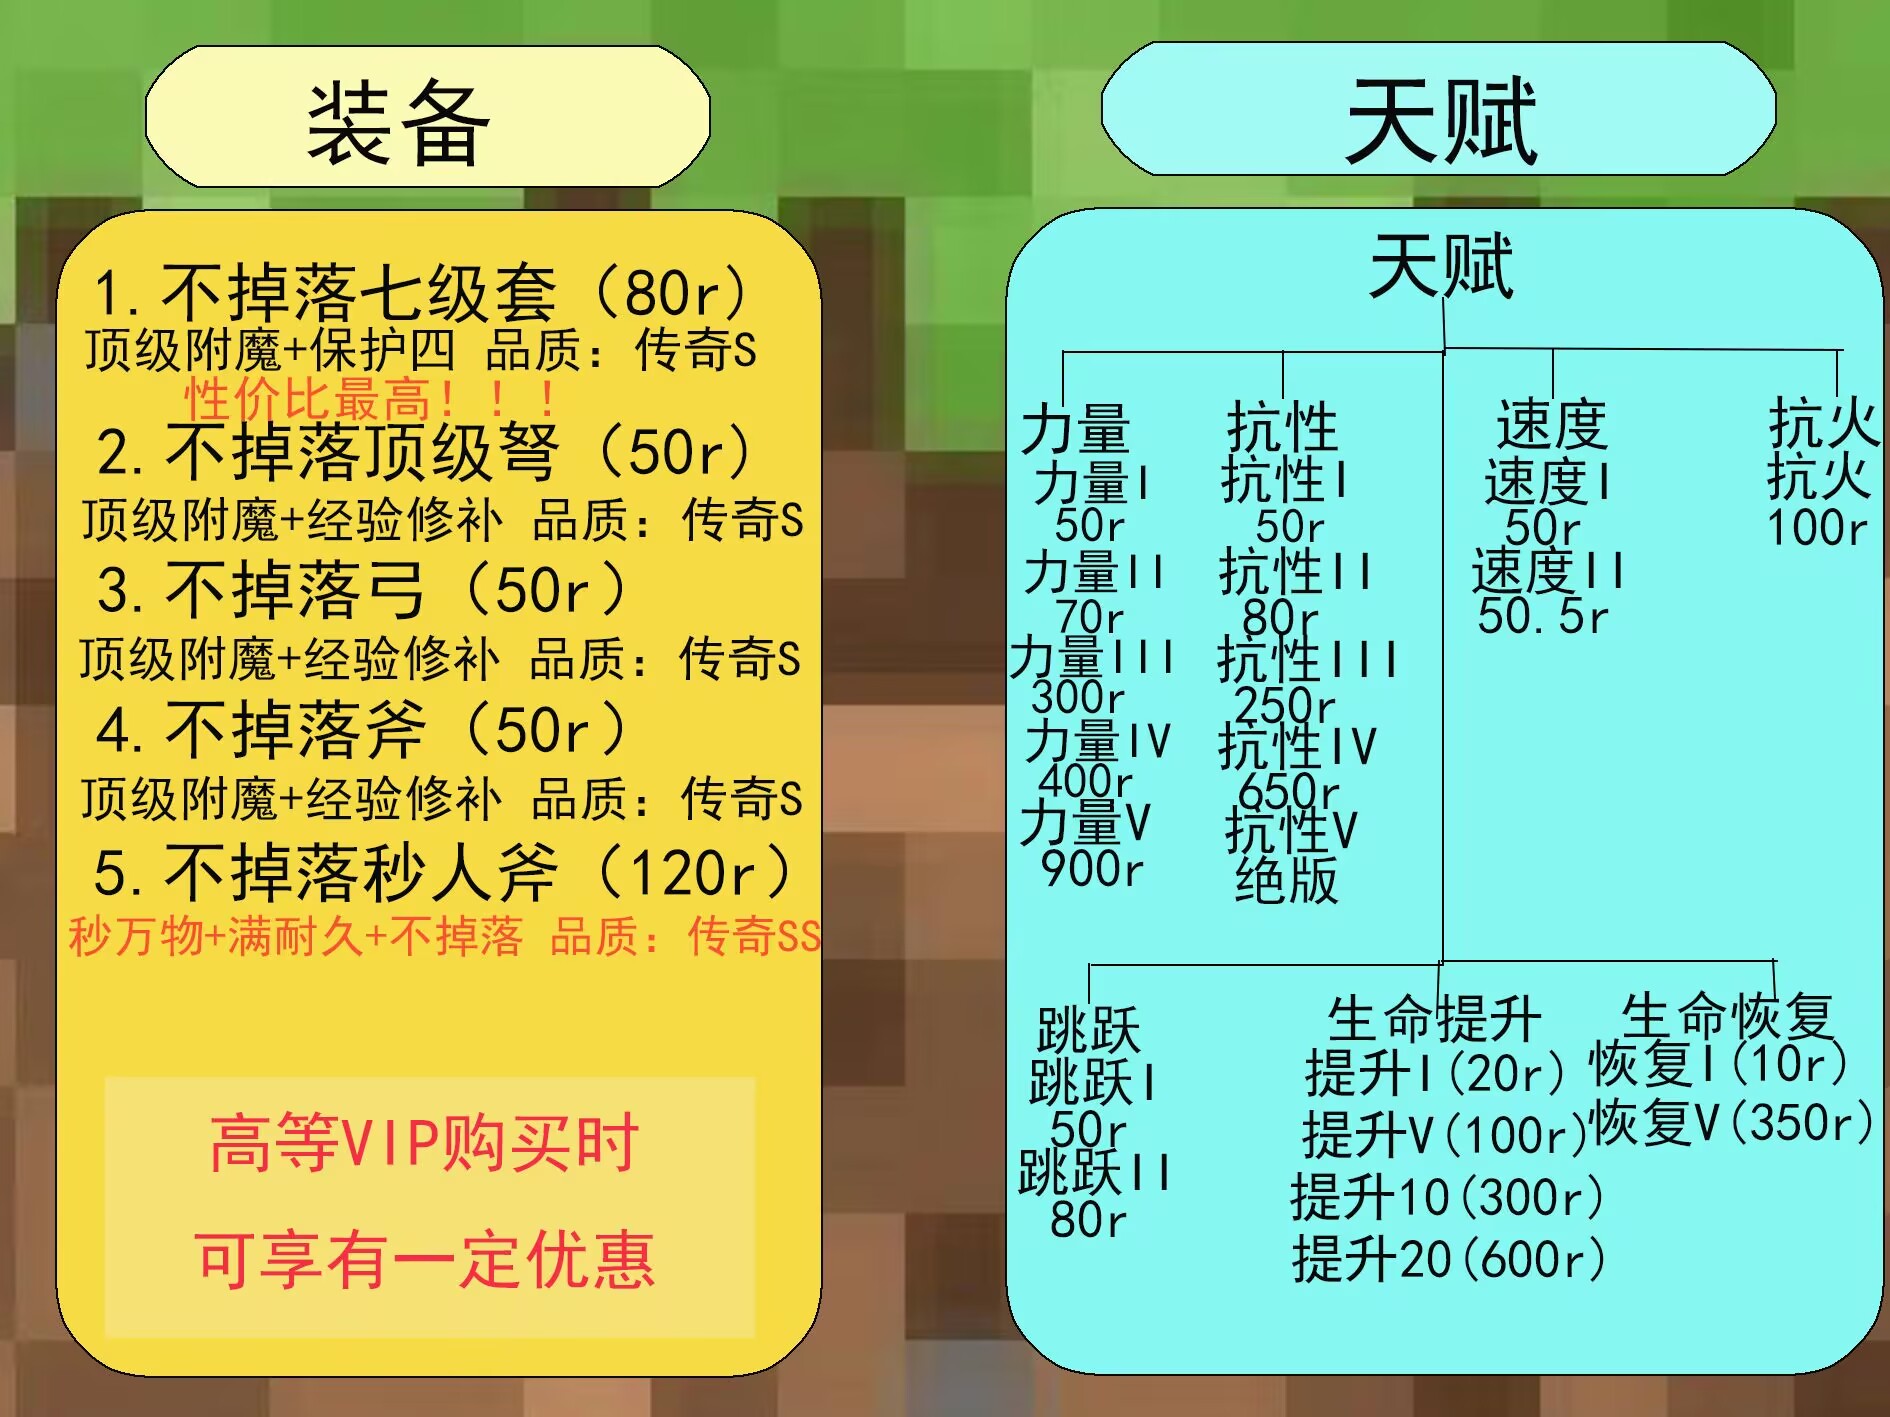 装备
1.不掉落七级套（80r）
顶级附魔+保护四 品质：传奇S
性价比最高！！！
2.不掉落顶级弩（50r）
顶级附魔+经验修补 品质：传奇S
3.不掉落弓（50r）
顶级附魔+经验修补 品质：传奇S
4.不掉落斧（50r）
顶级附魔+经验修补 品质：传奇S
5.不掉落秒人斧（120r）
秒万物+满耐久+不掉落 品质：传奇SS
高等VIP购买时
可享有一定优惠
天赋
天赋
力量
力量I
50r
力量II
70r
力量III
300r
力量IV
400r
力量V
900r
抗性
抗性I
50r
抗性II
80r
抗性III
250r
抗性IV
650r
抗性V
绝版
速度
速度I
50r
速度II
50.5r
抗火
抗火
100r
跳跃
跳跃I
50r
跳跃II
80r
生命提升
提升I(20r)
提升V(100r)
提升10(300r)
提升20(600r)
生命恢复
恢复I(10r)
恢复V(350r)